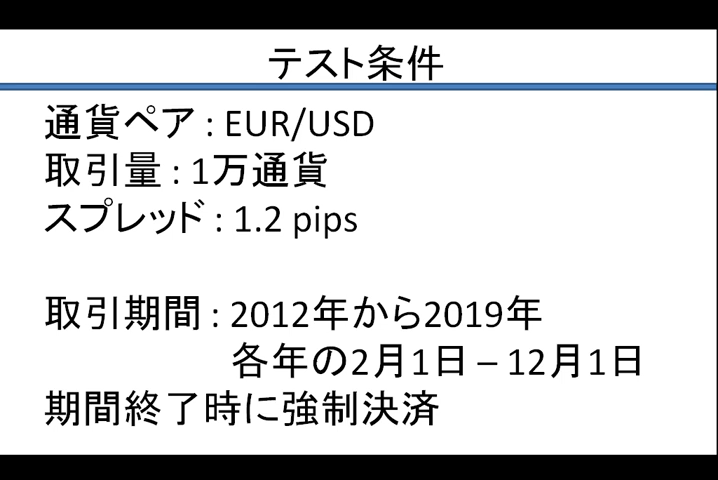 テスト条件
通貨ペア : EUR/USD
取引量 : 1万通貨
スプレッド : 1.2 pips
取引期間 : 2012年から2019年
各年の2月1日 – 12月1日
期間終了時に強制決済